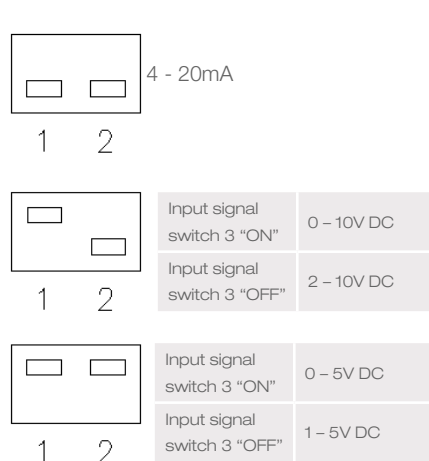 4 - 20mA
1 2
Input signal
switch 3 “ON”
0 – 10V DC
Input signal
switch 3 “OFF”
2 – 10V DC
1 2
Input signal
switch 3 “ON”
0 – 5V DC
Input signal
switch 3 “OFF”
1 – 5V DC
1 2